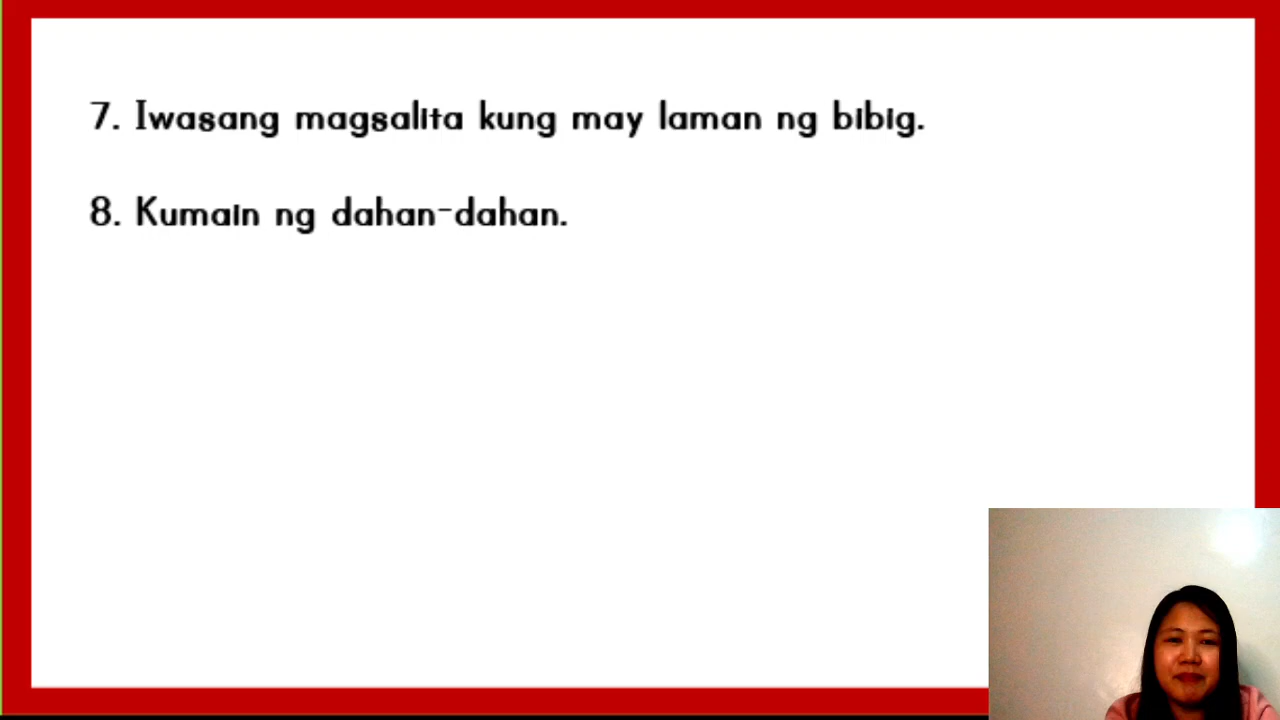 7. Iwasang magsalita kung may laman ng bibig.
8. Kumain ng dahan-dahan.